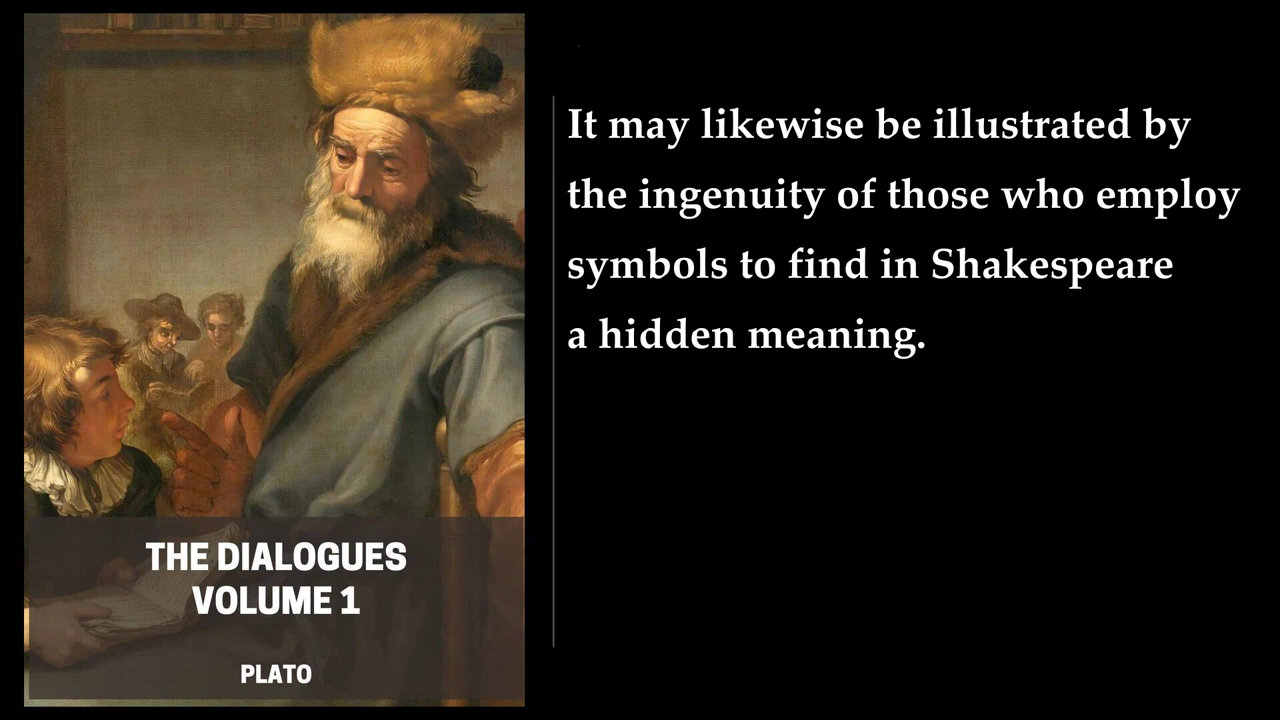 It may likewise be illustrated by
the ingenuity of those who employ
symbols to find in Shakespeare
a hidden meaning.
THE DIALOGUES
VOLUME 1
PLATO